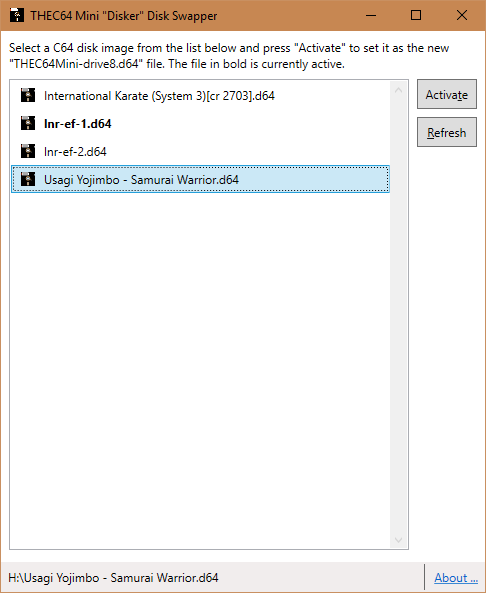 THEC64 Mini "Disker" Disk Swapper
Select a C64 disk image from the list below and press "Activate" to set it as the new
"THEC64Mini-drive8.d64" file. The file in bold is currently active.
International Karate (System 3)[cr 2703].d64
lnr-ef-1.d64
lnr-ef-2.d64
Usagi Yojimbo - Samurai Warrior.d64
Activate
Refresh
H:\Usagi Yojimbo - Samurai Warrior.d64
About ...